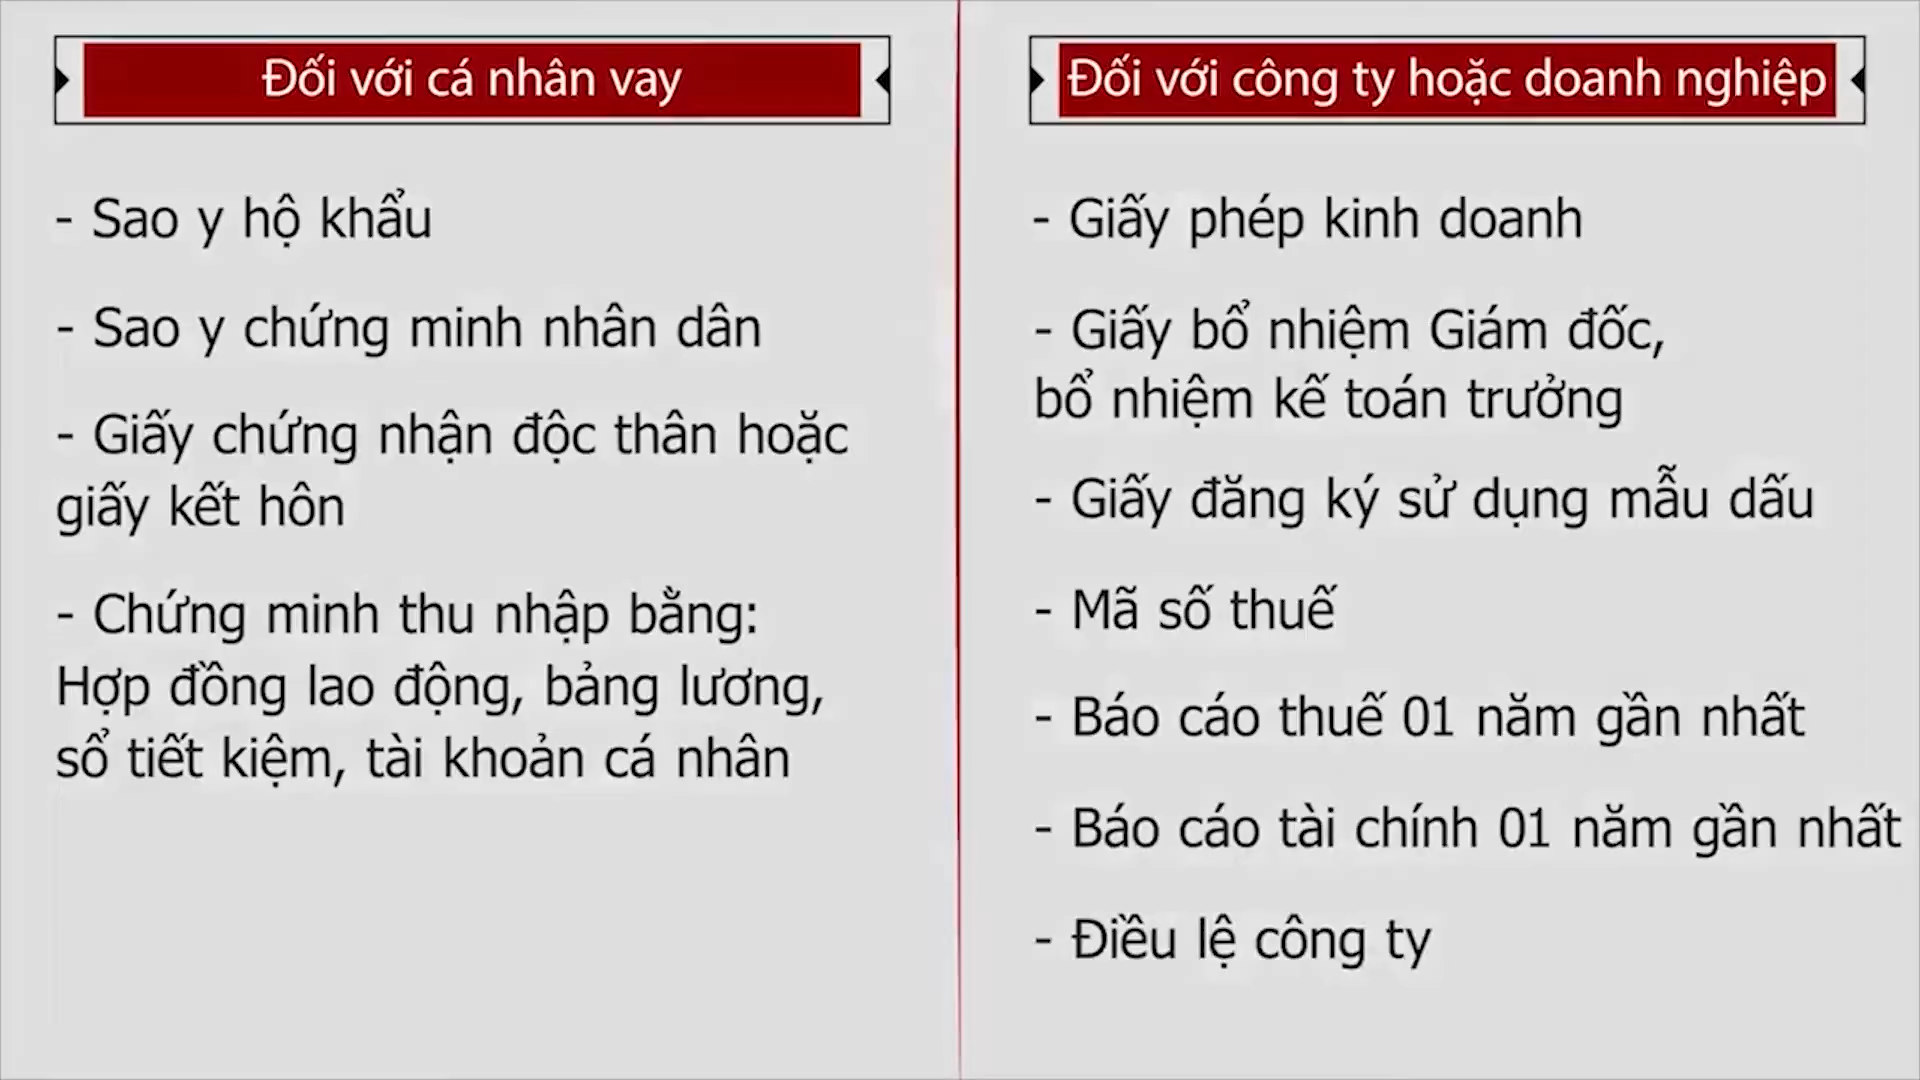 Đối với cá nhân vay
- Sao y hộ khẩu
- Sao y chứng minh nhân dân
- Giấy chứng nhận độc thân hoặc
giấy kết hôn
- Chứng minh thu nhập bằng:
Hợp đồng lao động, bảng lương,
sổ tiết kiệm, tài khoản cá nhân
Đối với công ty hoặc doanh nghiệp
- Giấy phép kinh doanh
- Giấy bổ nhiệm Giám đốc,
bổ nhiệm kế toán trưởng
- Giấy đăng ký sử dụng mẫu dấu
- Mã số thuế
- Báo cáo thuế 01 năm gần nhất
- Báo cáo tài chính 01 năm gần nhất
- Điều lệ công ty